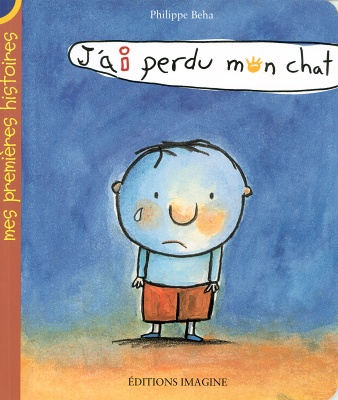 Philippe Beha
J'ai perdu mon chat
mes premières histoires
ÉDITIONS IMAGINE